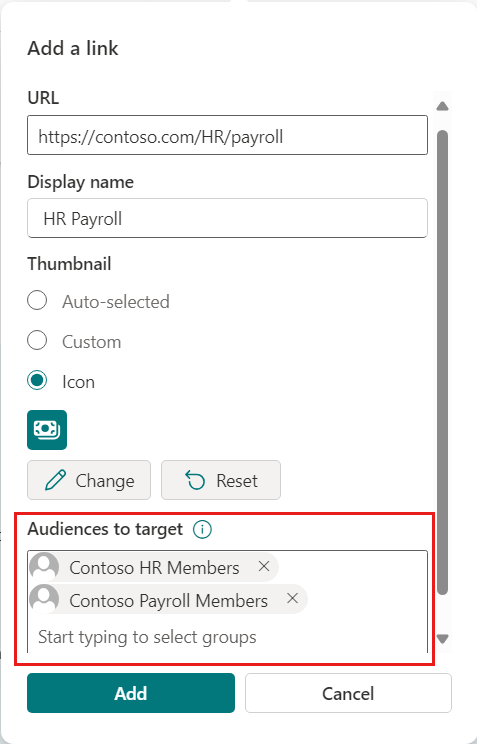 Add a link
URL
https://contoso.com/HR/payroll
Display name
HR Payroll
Thumbnail
Auto-selected
Custom
Icon
Change Reset
Audiences to target
Contoso HR Members
Contoso Payroll Members
Start typing to select groups
Add Cancel